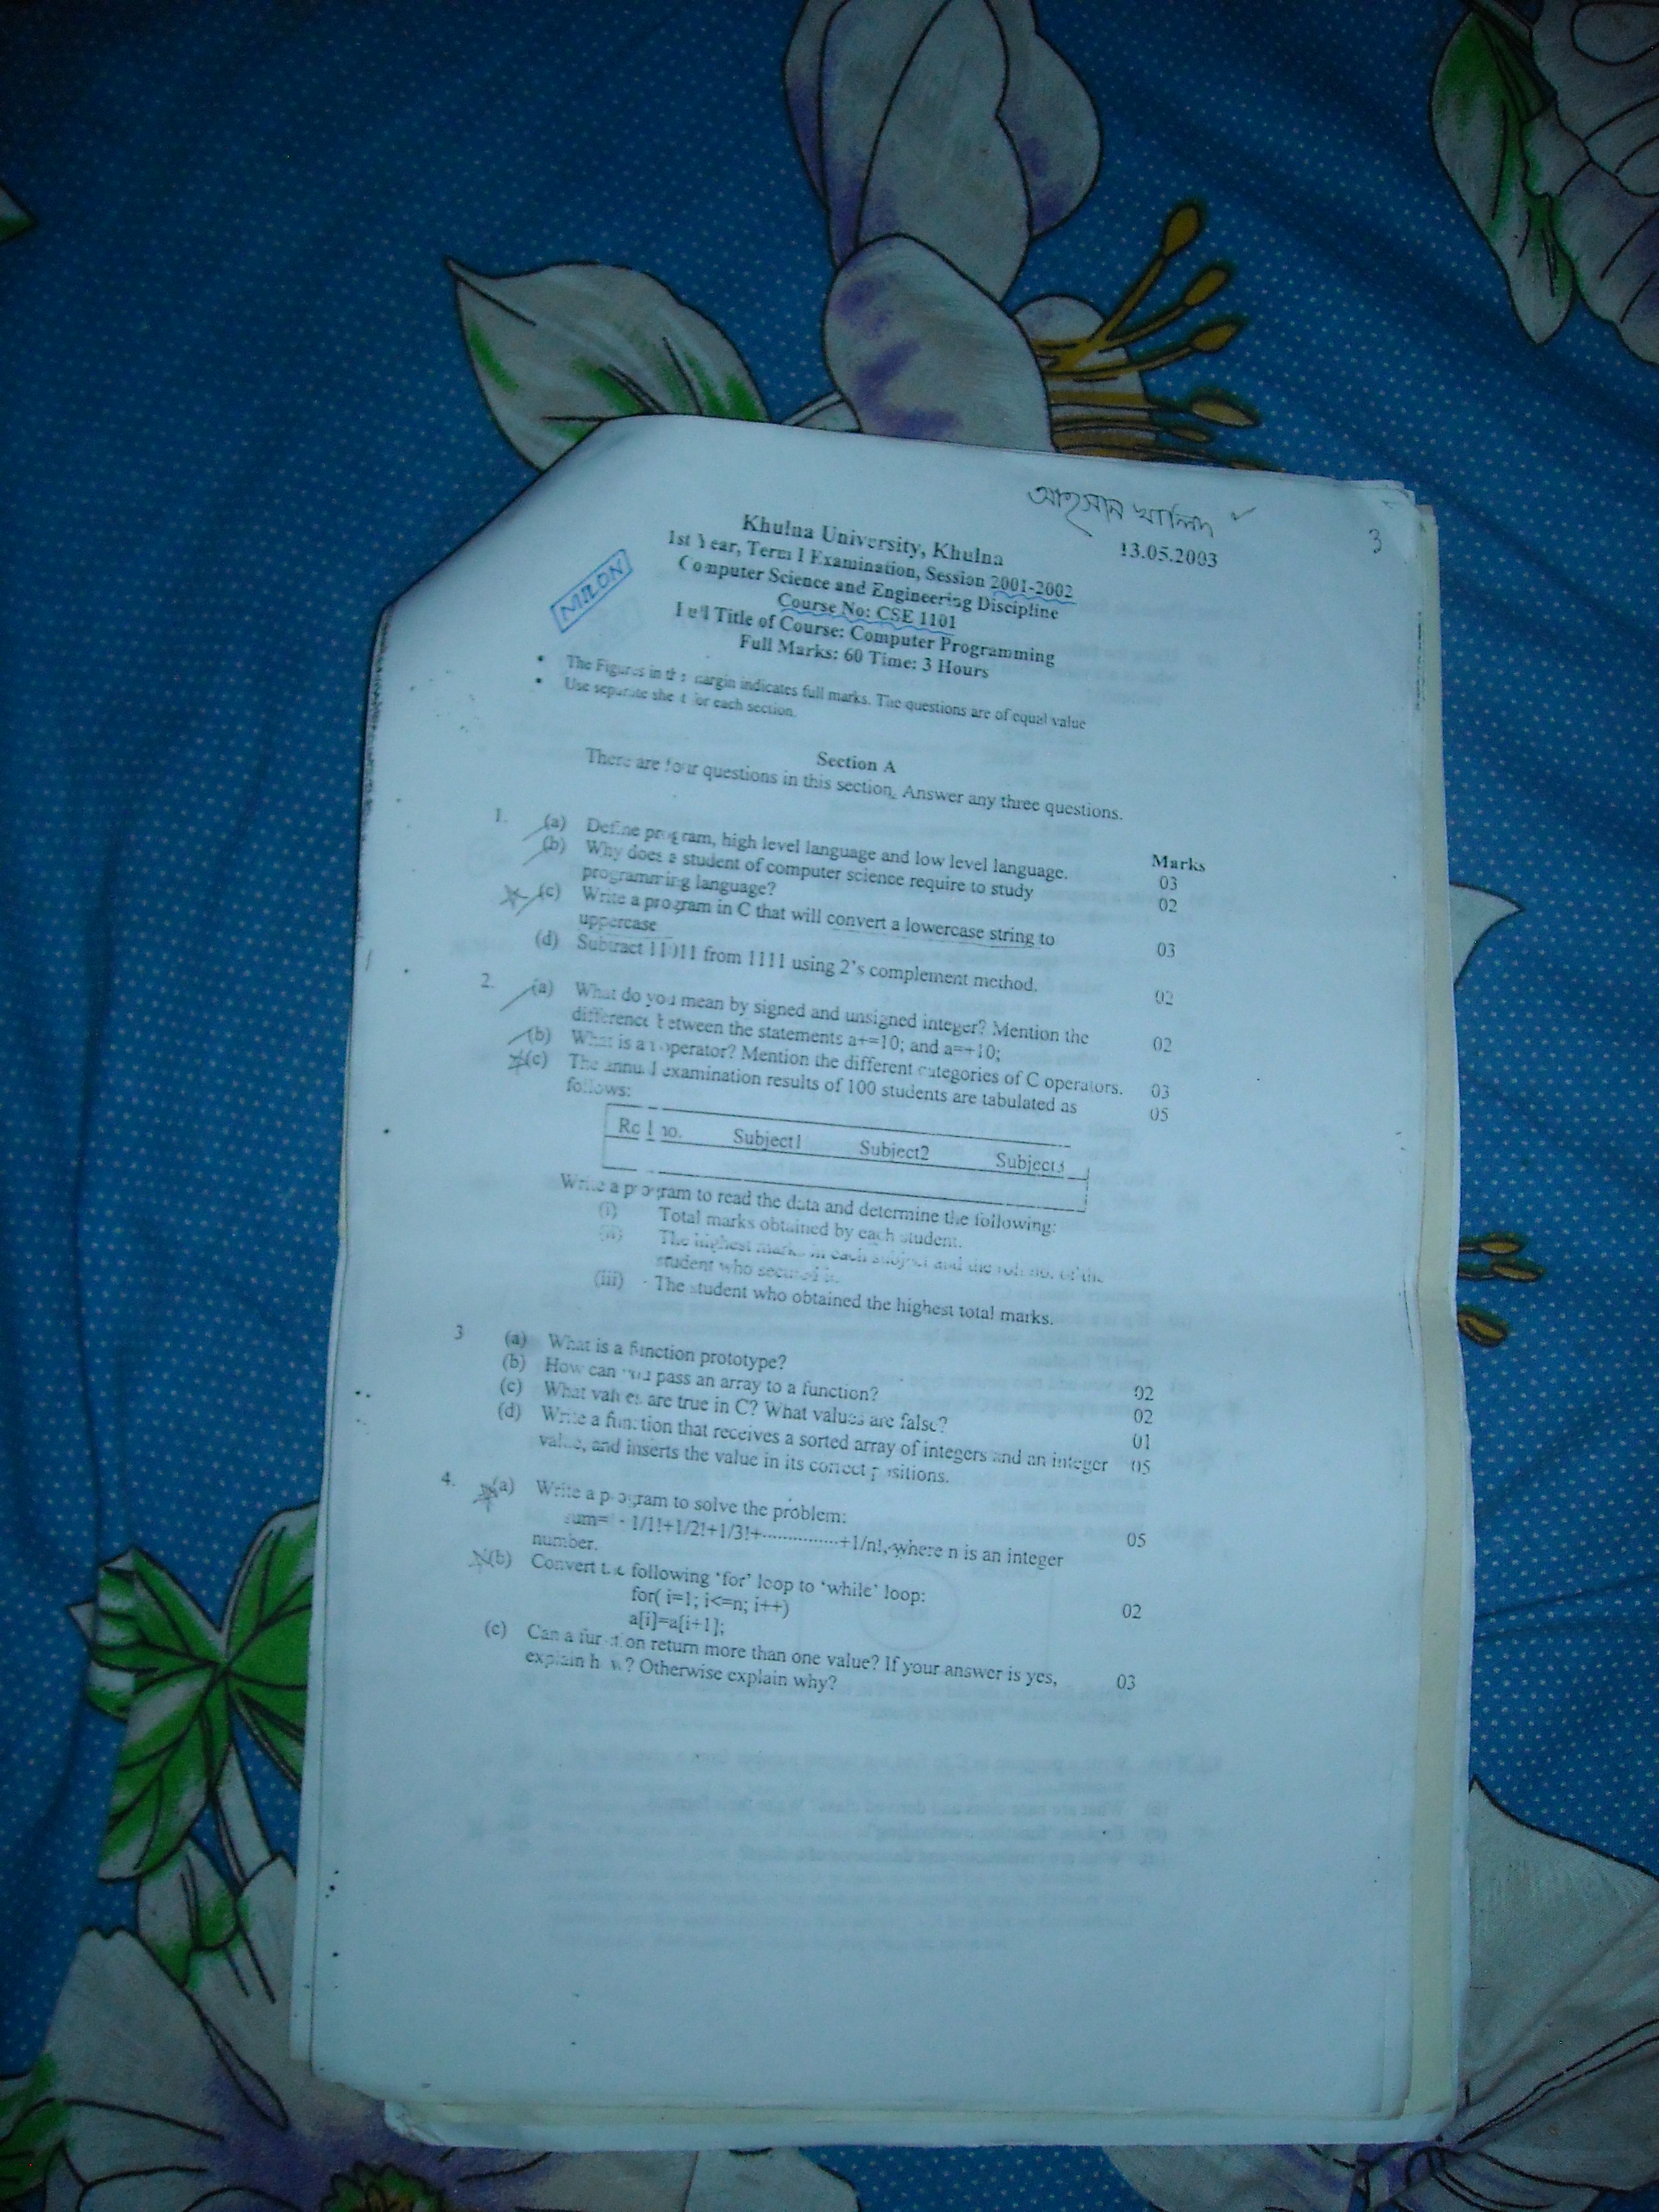 আহসান খালিদ
3
13.05.2003
MILON
Khulna University, Khulna
1st Year, Term I Examination, Session 2001-2002
Computer Science and Engineering Discipline
Course No: CSE 1101
Full Title of Course: Computer Programming
Full Marks: 60 Time: 3 Hours
• The Figures in the margin indicates full marks. The questions are of equal value
• Use separate sheet for each section.
Section A
There are four questions in this section. Answer any three questions.
Marks
1. (a) Define program, high level language and low level language. 03
(b) Why does a student of computer science require to study 02
programming language?
(c) Write a program in C that will convert a lowercase string to 03
uppercase
(d) Subtract 11011 from 1111 using 2's complement method. 02
2. (a) What do you mean by signed and unsigned integer? Mention the 02
difference between the statements a+=10; and a=+10;
(b) What is an operator? Mention the different categories of C operators. 03
(c) The annual examination results of 100 students are tabulated as 05
follows:
Roll no. Subject1 Subject2 Subject3
Write a program to read the data and determine the following:
(i) Total marks obtained by each student.
(ii) The highest marks in each subject and the roll no. of the
student who secured it.
(iii) The student who obtained the highest total marks.
3 (a) What is a function prototype? 02
(b) How can you pass an array to a function? 02
(c) What values are true in C? What values are false? 01
(d) Write a function that receives a sorted array of integers and an integer 05
value, and inserts the value in its correct positions.
4. (a) Write a program to solve the problem: 05
sum= 1/1!+1/2!+1/3!+...............+1/n!, where n is an integer
number.
(b) Convert the following 'for' loop to 'while' loop: 02
for( i=1; i<=n; i++)
a[i]=a[i+1];
(c) Can a function return more than one value? If your answer is yes, 03
explain how? Otherwise explain why?